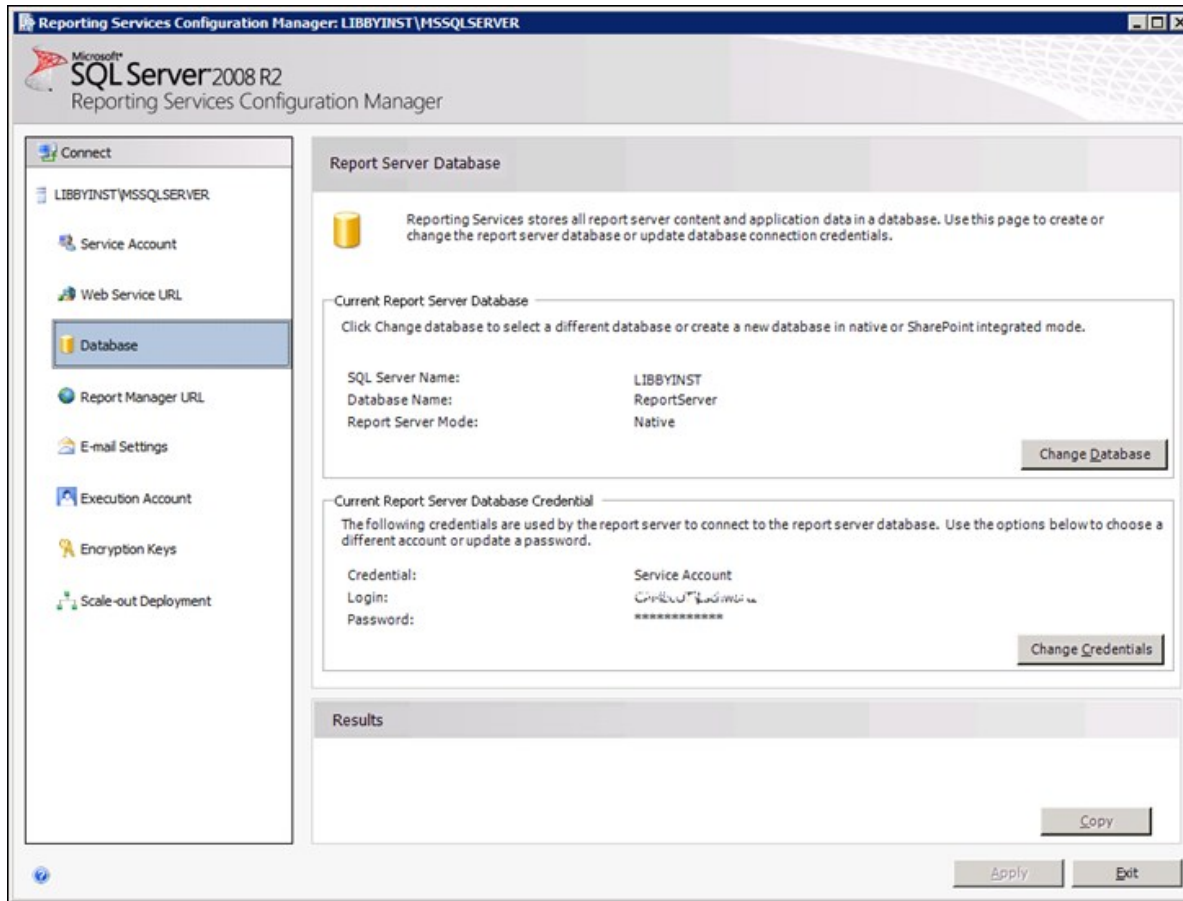 Reporting Services Configuration Manager: LIBBYINST\MSSQLSERVER
Microsoft®
SQL Server® 2008 R2
Reporting Services Configuration Manager
Connect
LIBBYINST\MSSQLSERVER
Service Account
Web Service URL
Database
Report Manager URL
E-mail Settings
Execution Account
Encryption Keys
Scale-out Deployment
Report Server Database
Reporting Services stores all report server content and application data in a database. Use this page to create or
change the report server database or update database connection credentials.
Current Report Server Database
Click Change database to select a different database or create a new database in native or SharePoint integrated mode.
SQL Server Name: LIBBYINST
Database Name: ReportServer
Report Server Mode: Native
Change Database
Current Report Server Database Credential
The following credentials are used by the report server to connect to the report server database. Use the options below to choose a
different account or update a password.
Credential: Service Account
Login:
Password: ************
Change Credentials
Results
Copy
Apply
Exit